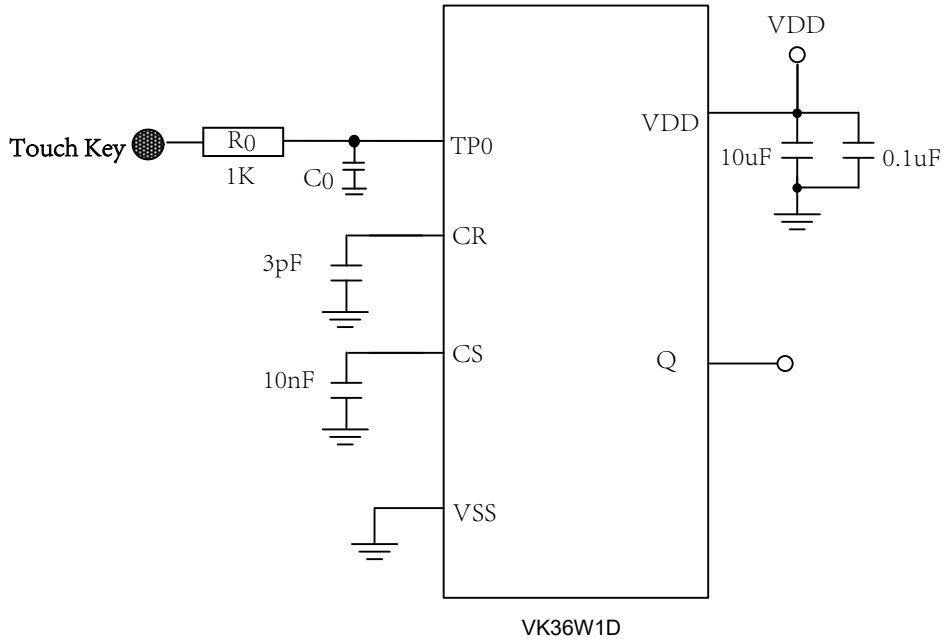 VDD
VDD
10uF
0.1uF
Touch Key
R0
1K
C0
TP0
CR
3pF
CS
10nF
Q
VSS
VK36W1D